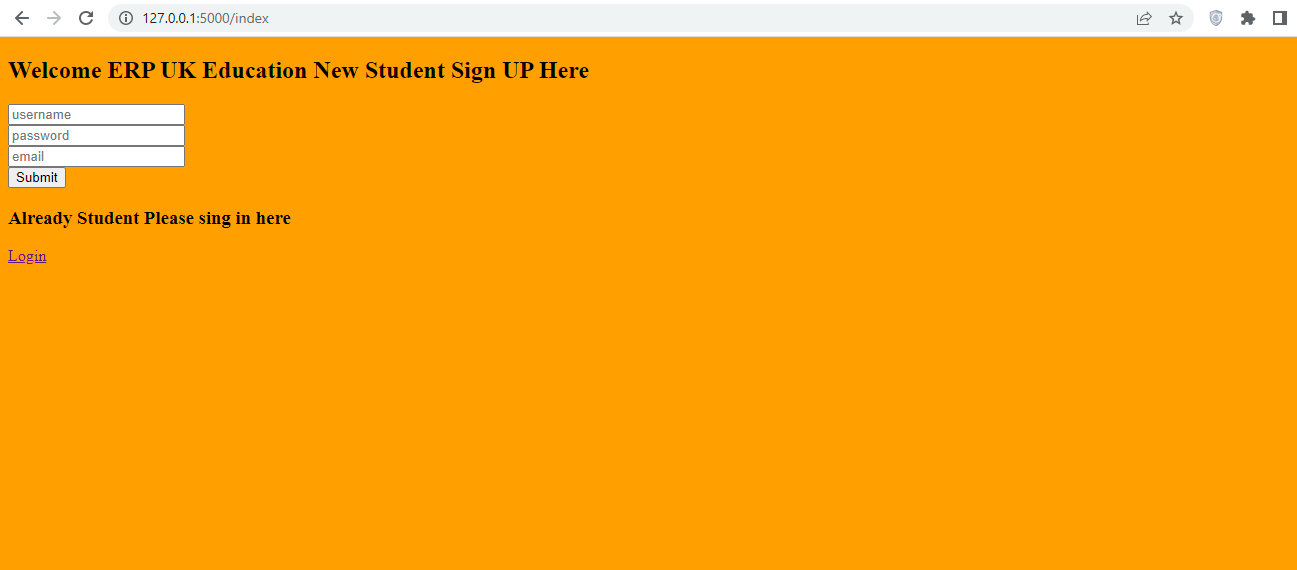 127.0.0.1:5000/index
Welcome ERP UK Education New Student Sign UP Here
username
password
email
Submit
Already Student Please sing in here
Login